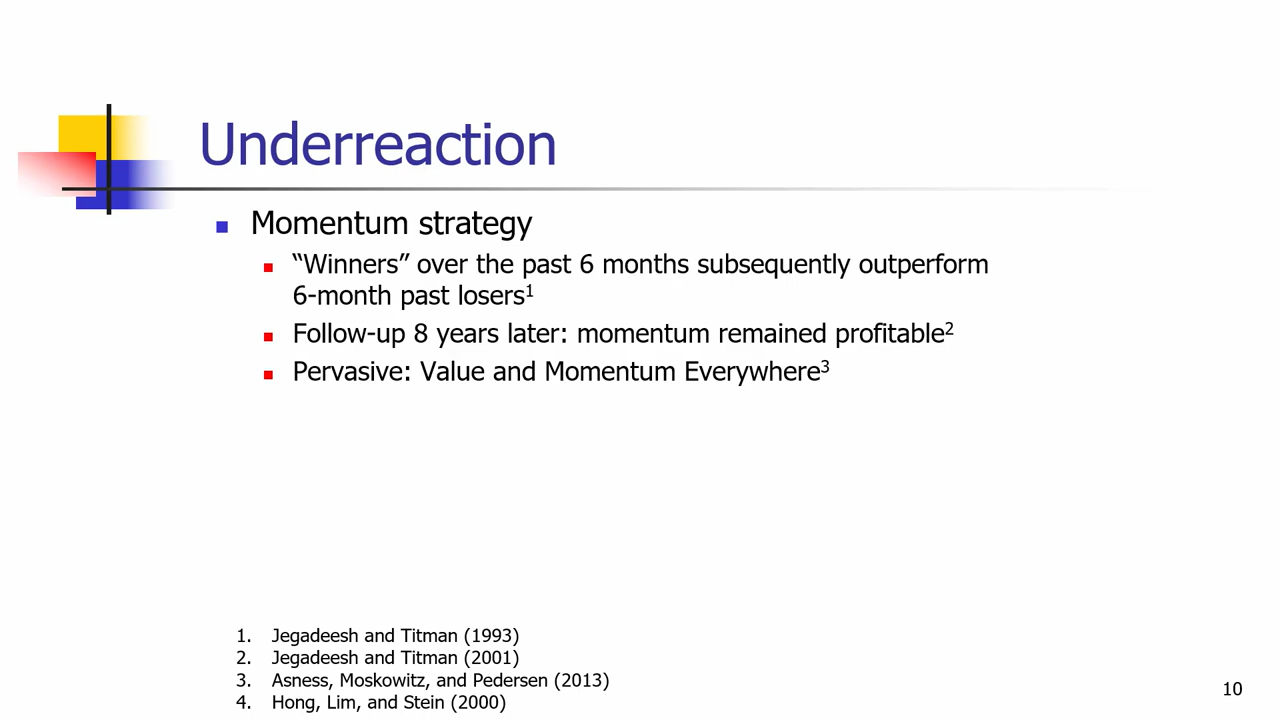 Underreaction
Momentum strategy
“Winners” over the past 6 months subsequently outperform
6-month past losers¹
Follow-up 8 years later: momentum remained profitable²
Pervasive: Value and Momentum Everywhere³
1. Jegadeesh and Titman (1993)
2. Jegadeesh and Titman (2001)
3. Asness, Moskowitz, and Pedersen (2013)
4. Hong, Lim, and Stein (2000)
10